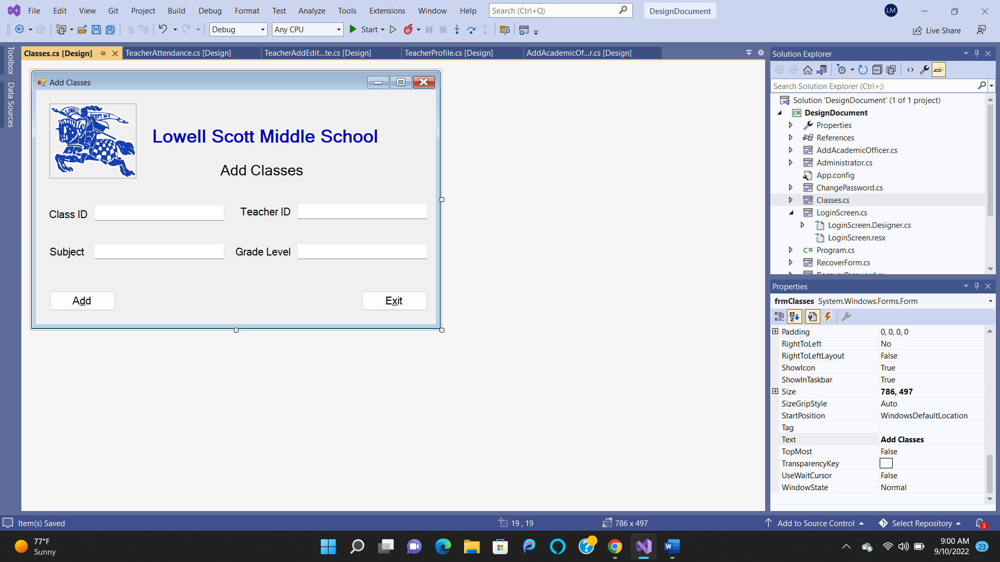 File Edit View Git Project Build Debug Format Test Analyze Tools Extensions Window Help Search (Ctrl+Q) DesignDocument LM
Debug Any CPU Start Live Share
Toolbox
Data Sources
Classes.cs [Design] TeacherAttendance.cs [Design] TeacherAddEdit...te.cs [Design] TeacherProfile.cs [Design] AddAcademicOf...r.cs [Design]
Add Classes
LOWELL SCOTT M S
Lowell Scott Middle School
Add Classes
Class ID Teacher ID
Subject Grade Level
Add Exit
Solution Explorer
Search Solution Explorer (Ctrl+;)
Solution 'DesignDocument' (1 of 1 project)
C# DesignDocument
Properties
References
AddAcademicOfficer.cs
Administrator.cs
App.config
ChangePassword.cs
Classes.cs
LoginScreen.cs
LoginScreen.Designer.cs
LoginScreen.resx
C# Program.cs
RecoverForm.cs
RecoverPassword.cs
Properties
frmClasses System.Windows.Forms.Form
Padding 0, 0, 0, 0
RightToLeft No
RightToLeftLayout False
ShowIcon True
ShowInTaskbar True
Size 786, 497
SizeGripStyle Auto
StartPosition WindowsDefaultLocation
Tag
Text Add Classes
TopMost False
TransparencyKey
UseWaitCursor False
WindowState Normal
Item(s) Saved 19 , 19 786 x 497 Add to Source Control Select Repository 3
77°F
Sunny
9:00 AM
9/10/2022 23